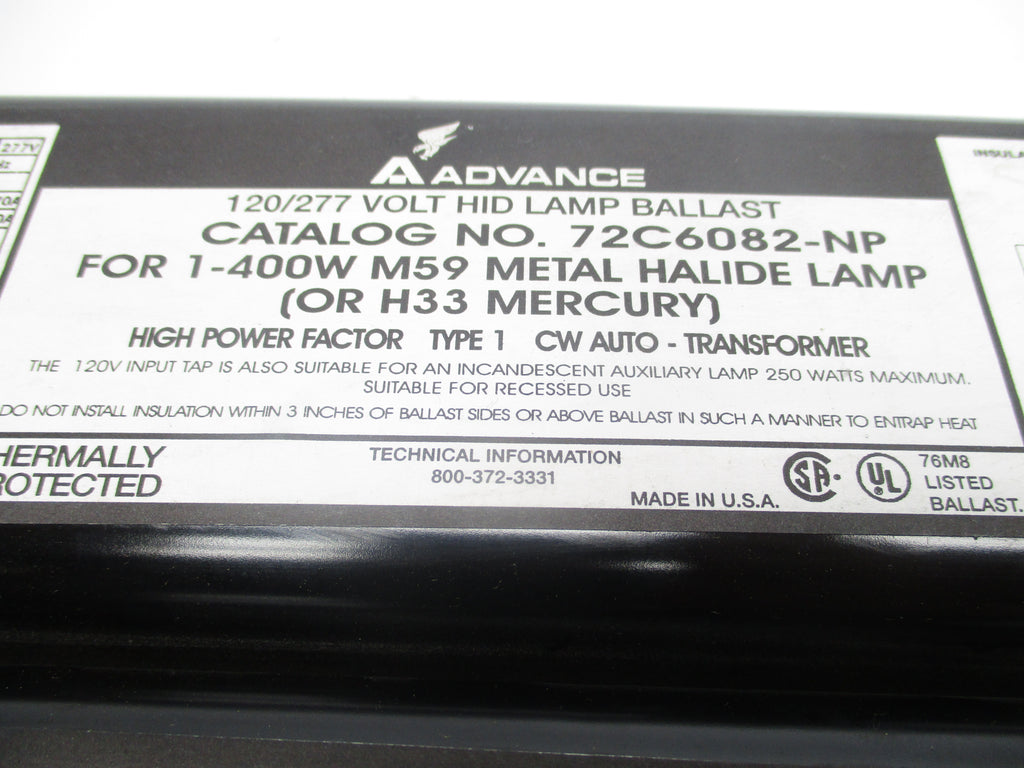 277V
ADVANCE
120/277 VOLT HID LAMP BALLAST
CATALOG NO. 72C6082-NP
FOR 1-400W M59 METAL HALIDE LAMP
(OR H33 MERCURY)
HIGH POWER FACTOR TYPE 1 CW AUTO - TRANSFORMER
THE 120V INPUT TAP IS ALSO SUITABLE FOR AN INCANDESCENT AUXILIARY LAMP 250 WATTS MAXIMUM.
SUITABLE FOR RECESSED USE
DO NOT INSTALL INSULATION WITHIN 3 INCHES OF BALLAST SIDES OR ABOVE BALLAST IN SUCH A MANNER TO ENTRAP HEAT
HERMALLY
ROTECTED
TECHNICAL INFORMATION
800-372-3331
MADE IN U.S.A.
SA
UL
76M8
LISTED
BALLAST.